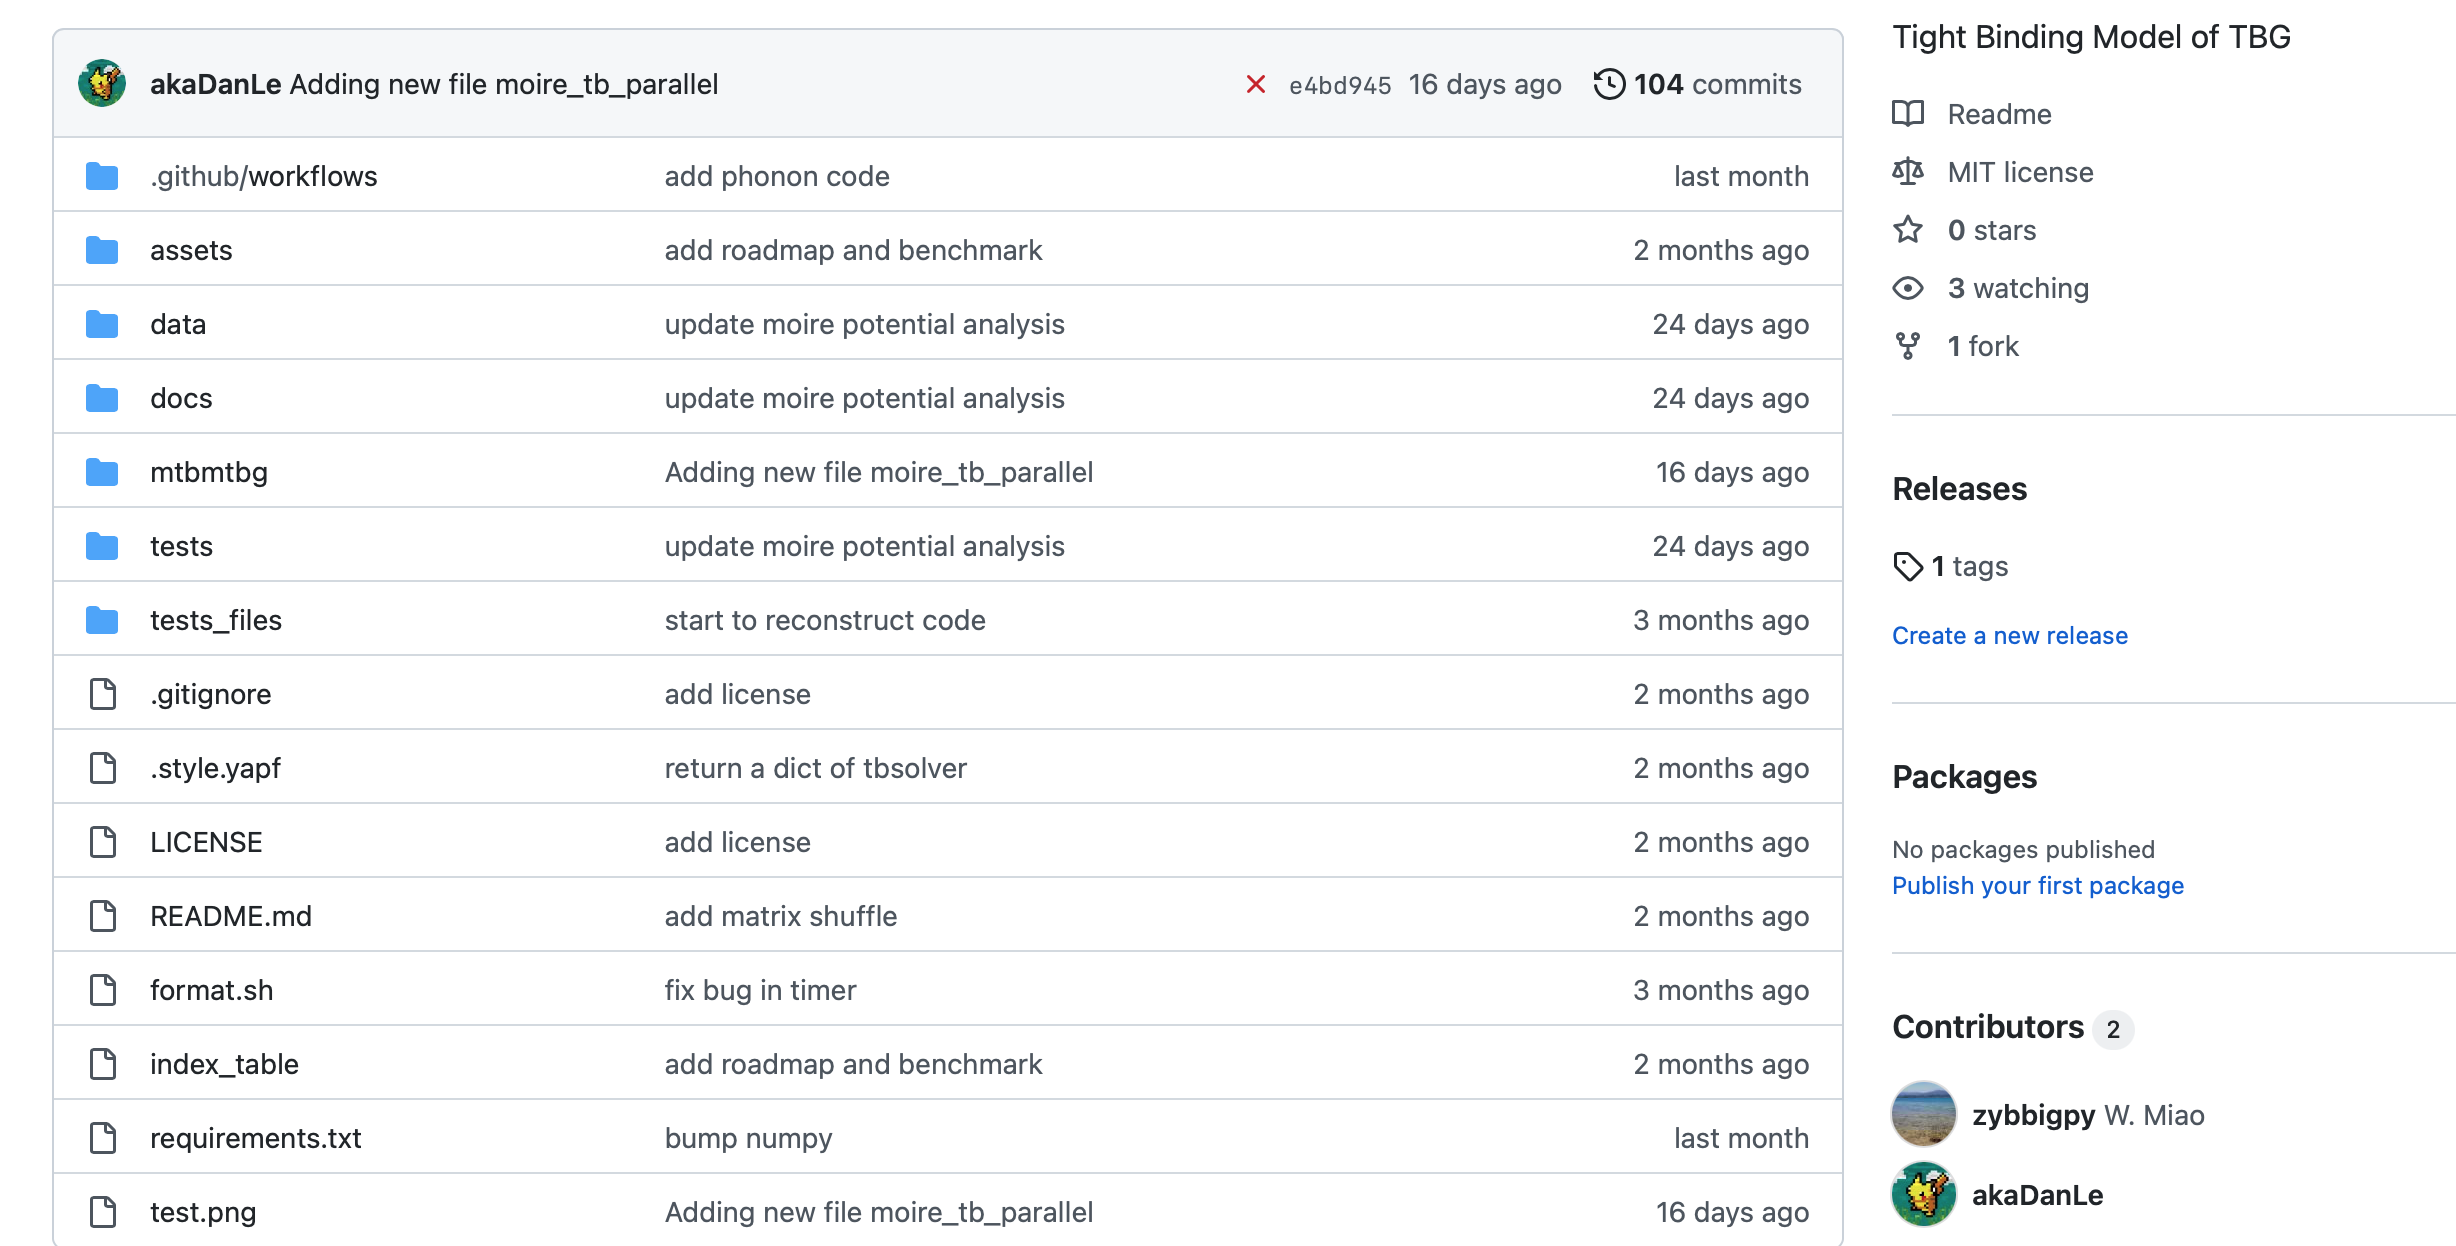 akaDanLe Adding new file moire_tb_parallel e4bd945 16 days ago 104 commits
.github/workflows add phonon code last month
assets add roadmap and benchmark 2 months ago
data update moire potential analysis 24 days ago
docs update moire potential analysis 24 days ago
mtbmtbg Adding new file moire_tb_parallel 16 days ago
tests update moire potential analysis 24 days ago
tests_files start to reconstruct code 3 months ago
.gitignore add license 2 months ago
.style.yapf return a dict of tbsolver 2 months ago
LICENSE add license 2 months ago
README.md add matrix shuffle 2 months ago
format.sh fix bug in timer 3 months ago
index_table add roadmap and benchmark 2 months ago
requirements.txt bump numpy last month
test.png Adding new file moire_tb_parallel 16 days ago
Tight Binding Model of TBG
Readme
MIT license
0 stars
3 watching
1 fork
Releases
1 tags
Create a new release
Packages
No packages published
Publish your first package
Contributors 2
zybbigpy W. Miao
akaDanLe